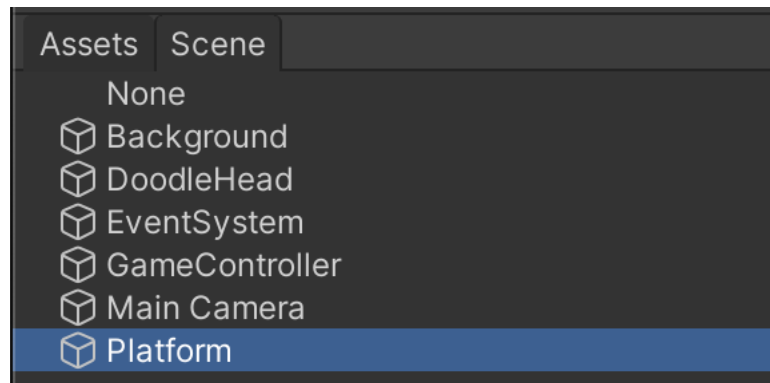 Assets Scene
None
Background
DoodleHead
EventSystem
GameController
Main Camera
Platform